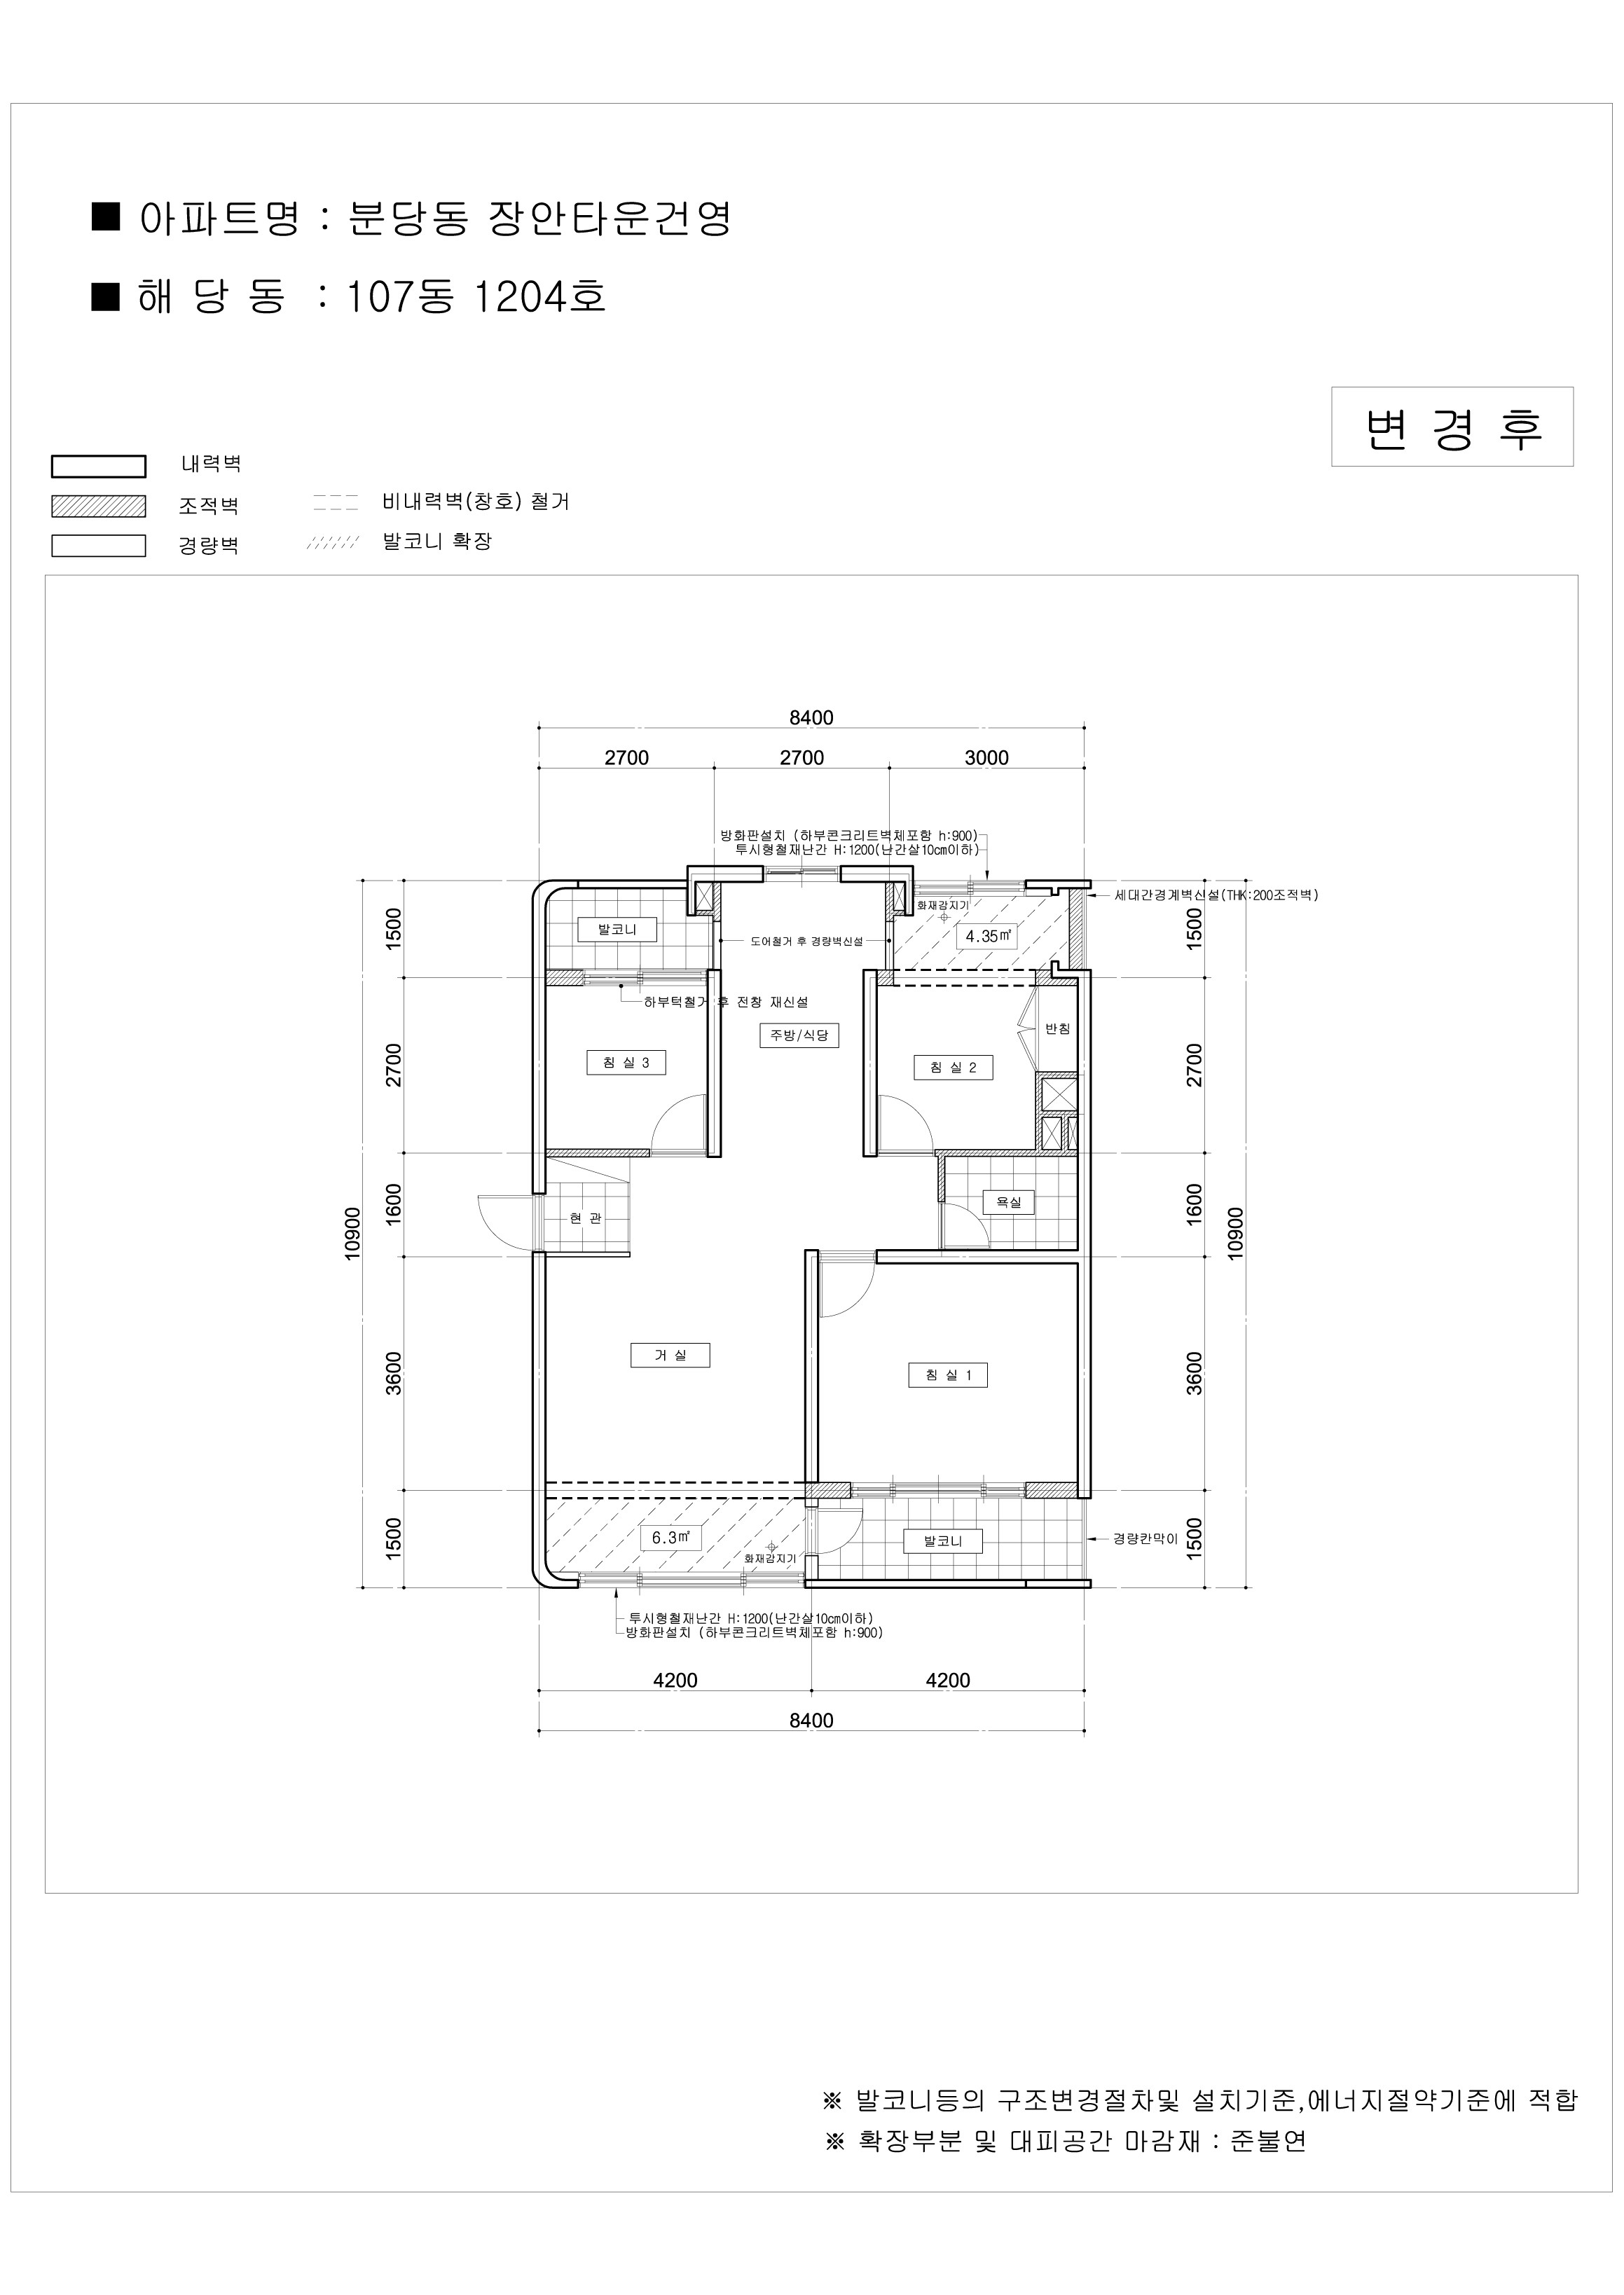 ■ 아파트명 : 분당동 장안타운건영
■ 해 당 동 : 107동 1204호
변 경 후
내력벽
조적벽
비내력벽(창호) 철거
경량벽
발코니 확장
8400
2700 2700 3000
방화판설치 (하부콘크리트벽체포함 h:900)
투시형철재난간 H:1200(난간살10㎝이하)
세대간경계벽신설(THK:200조적벽)
화재감지기
1500
발코니
4.35㎡
1500
도어철거 후 경량벽신설
하부턱철거 후 전창 재신설
반침
주방/식당
2700
침 실 3
침 실 2
2700
욕실
1600
현 관
1600
10900
10900
거 실
3600
침 실 1
3600
6.3㎡
1500
발코니
경량칸막이
1500
화재감지기
투시형철재난간 H:1200(난간살10㎝이하)
방화판설치 (하부콘크리트벽체포함 h:900)
4200 4200
8400
※ 발코니등의 구조변경절차및 설치기준,에너지절약기준에 적합
※ 확장부분 및 대피공간 마감재 : 준불연